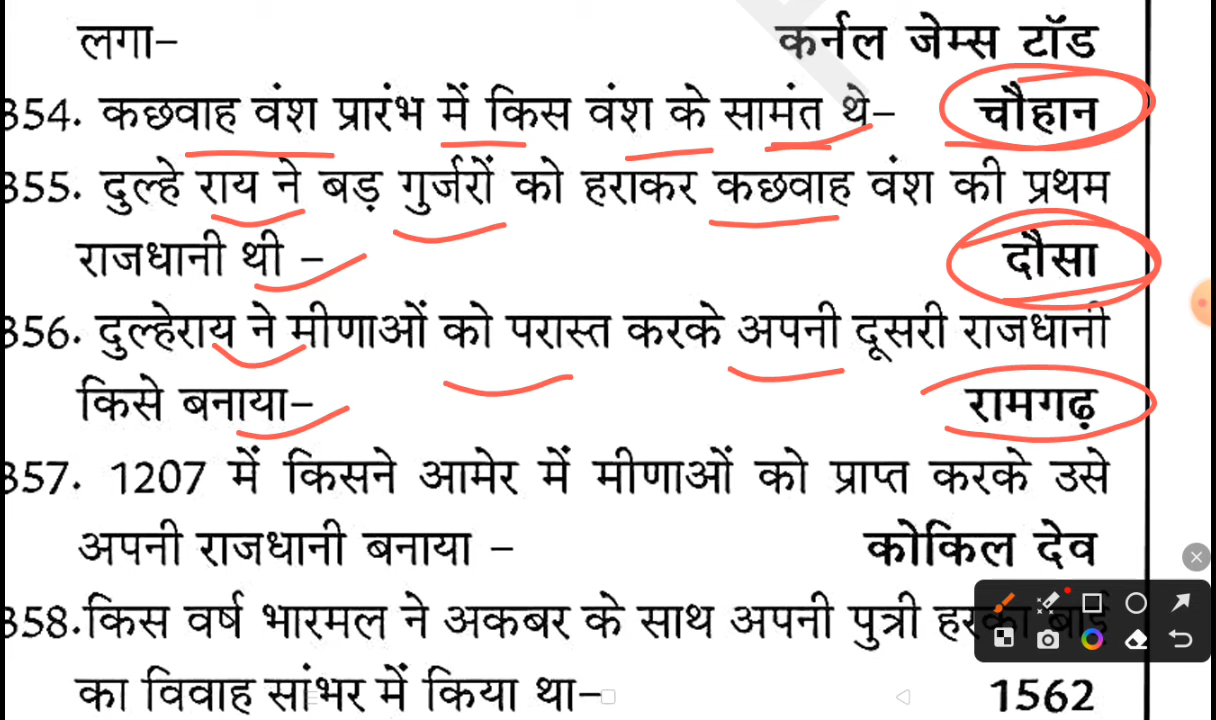 लगा– कर्नल जेम्स टॉड
354. कछवाह वंश प्रारंभ में किस वंश के सामंत थे– चौहान
355. दुल्हे राय ने बड़ गुर्जरों को हराकर कछवाह वंश की प्रथम
राजधानी थी – दौसा
356. दुल्हेराय ने मीणाओं को परास्त करके अपनी दूसरी राजधानी
किसे बनाया– रामगढ़
357. 1207 में किसने आमेर में मीणाओं को प्राप्त करके उसे
अपनी राजधानी बनाया – कोकिल देव
358.किस वर्ष भारमल ने अकबर के साथ अपनी पुत्री हरका बाई
का विवाह सांभर में किया था– 1562